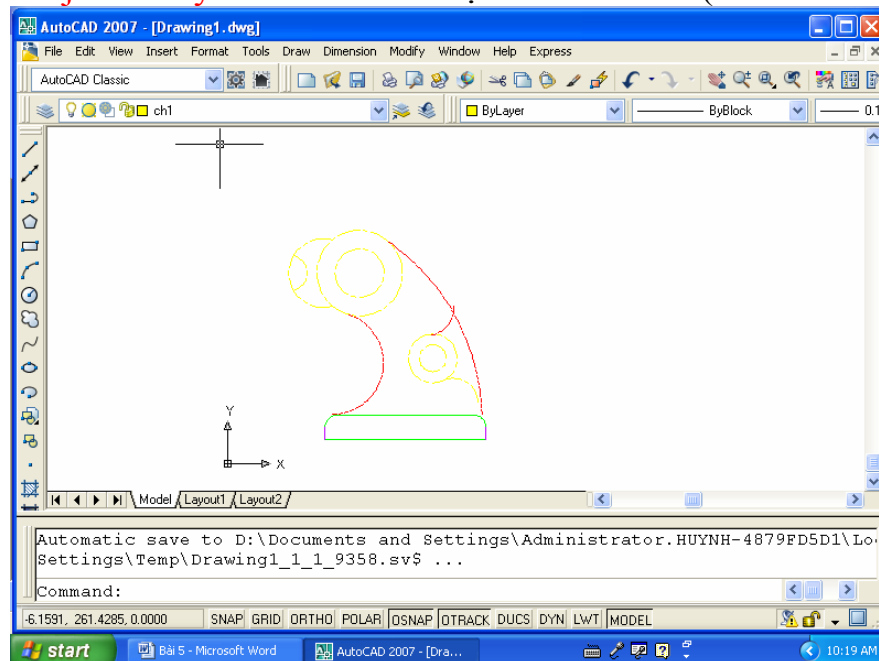 AutoCAD 2007 - [Drawing1.dwg]
File Edit View Insert Format Tools Draw Dimension Modify Window Help Express
AutoCAD Classic
ch1 ByLayer ByBlock 0.1
Y
X
Model Layout1 Layout2
Automatic save to D:\Documents and Settings\Administrator.HUYNH-4879FD5D1\Lo
Settings\Temp\Drawing1_1_1_9358.sv$ ...
Command:
-6.1591, 261.4285, 0.0000 SNAP GRID ORTHO POLAR OSNAP OTRACK DUCS DYN LWT MODEL
start Bài 5 - Microsoft Word AutoCAD 2007 - [Dra... 10:19 AM